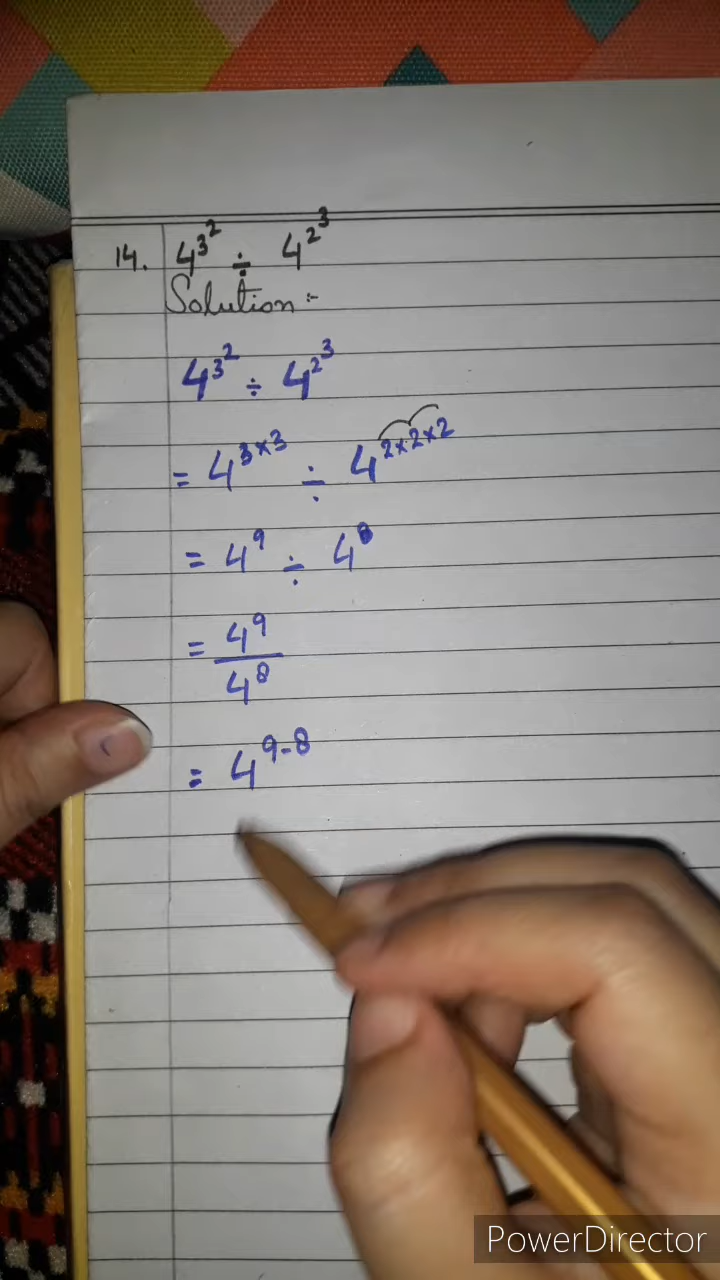 14. 4^3^2 ÷ 4^2^3
Solution :-
4^3^2 ÷ 4^2^3
= 4^3×3 ÷ 4^2×2×2
= 4^9 ÷ 4^8
= 4^9/4^8
= 4^9-8
PowerDirector